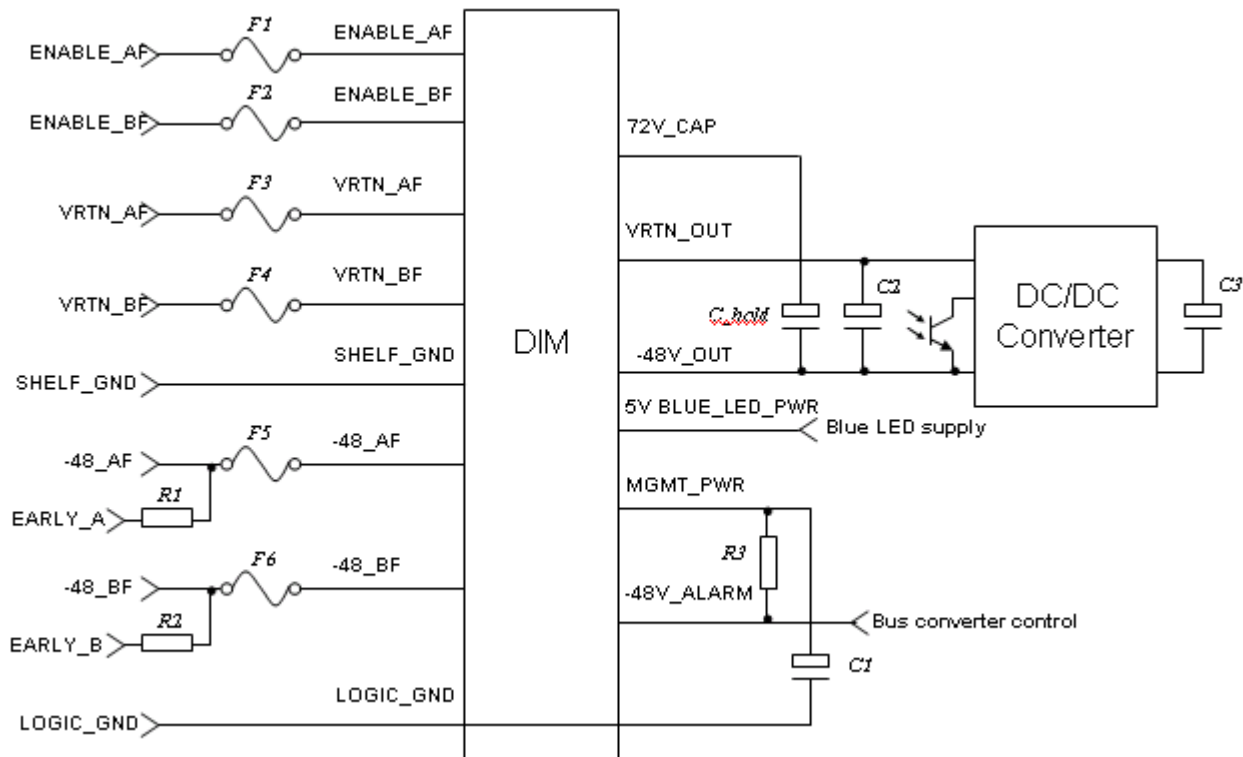 F1
ENABLE_AF
ENABLE_AF
F2
ENABLE_BF
ENABLE_BF
F3
VRTN_AF
VRTN_AF
F4
VRTN_BF
VRTN_BF
SHELF_GND
SHELF_GND
F5
-48_AF
-48_AF
R1
EARLY_A
F6
-48_BF
-48_BF
R2
EARLY_B
LOGIC_GND
LOGIC_GND
DIM
72V_CAP
VRTN_OUT
C_hold
C2
-48V_OUT
DC/DC
Converter
C3
5V BLUE_LED_PWR
Blue LED supply
MGMT_PWR
R3
-48V_ALARM
Bus converter control
C1